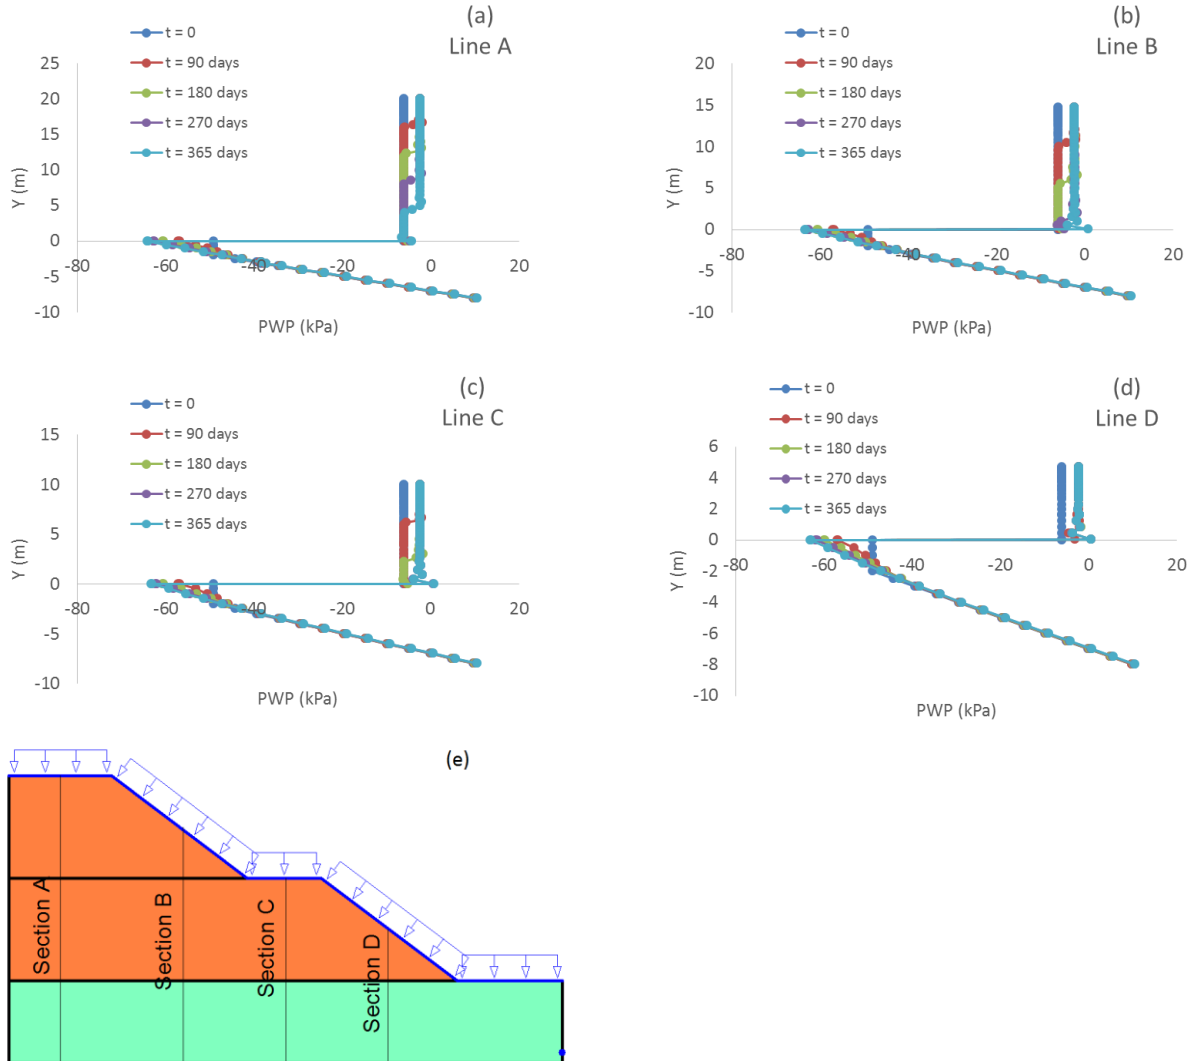 (a)
Line A
t = 0
t = 90 days
t = 180 days
t = 270 days
t = 365 days
25
20
15
10
5
0
-5
-10
Y (m)
-80
-60
-40
-20
0
20
PWP (kPa)
(b)
Line B
t = 0
t = 90 days
t = 180 days
t = 270 days
t = 365 days
20
15
10
5
0
-5
-10
Y (m)
-80
-60
-40
-20
0
20
PWP (kPa)
(c)
Line C
t = 0
t = 90 days
t = 180 days
t = 270 days
t = 365 days
15
10
5
0
-5
-10
Y (m)
-80
-60
-40
-20
0
20
PWP (kPa)
(d)
Line D
t = 0
t = 90 days
t = 180 days
t = 270 days
t = 365 days
6
4
2
0
-2
-4
-6
-8
-10
Y (m)
-80
-60
-40
-20
0
20
PWP (kPa)
(e)
Section A
Section B
Section C
Section D